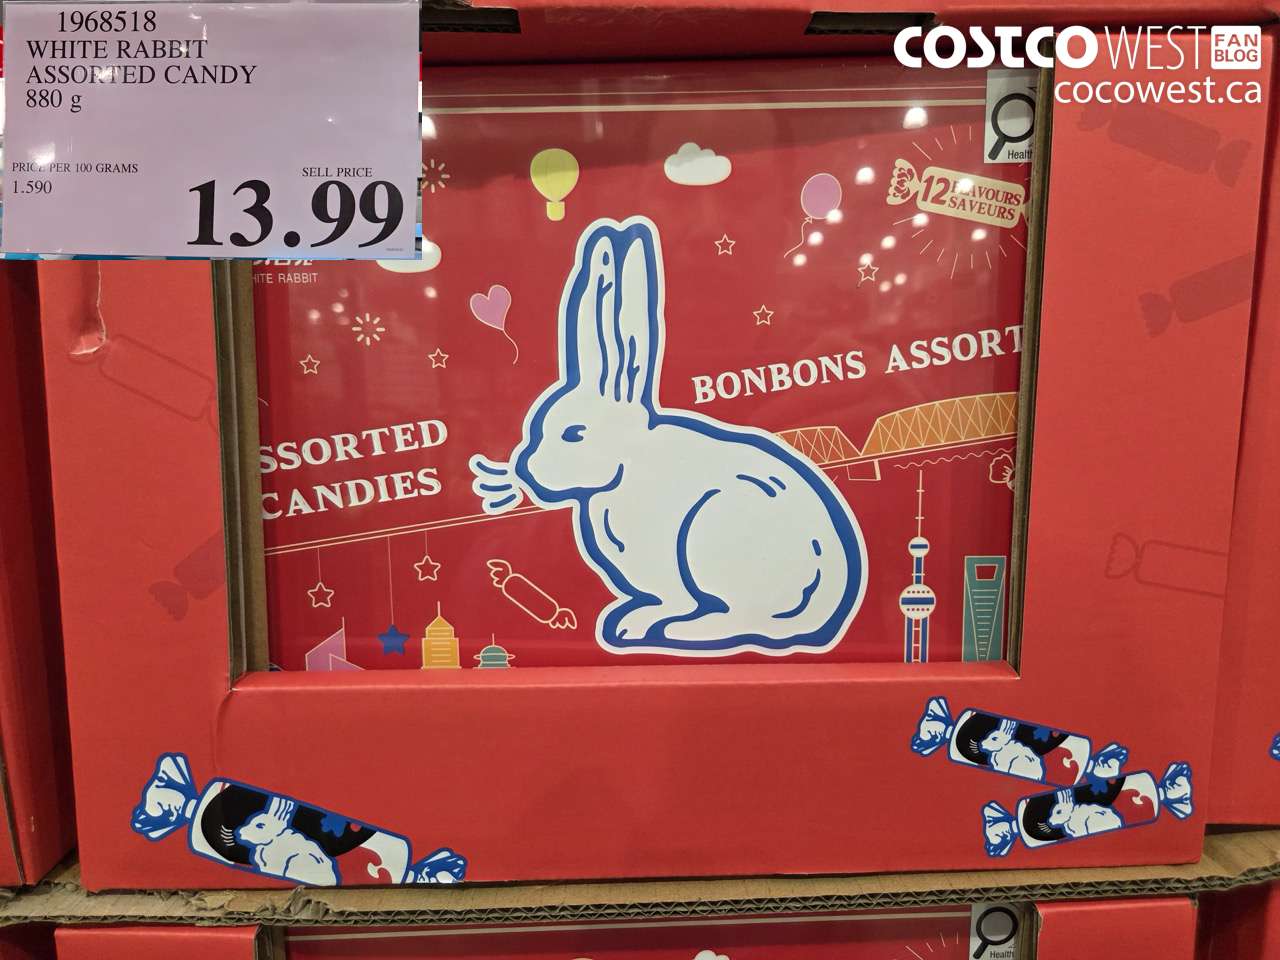 1968518
WHITE RABBIT
ASSORTED CANDY
880 g
PRICE PER 100 GRAMS
1.590
SELL PRICE
13.99
COSTCO WEST FAN BLOG
cocowest.ca
Health
12 FLAVOURS
SAVEURS
HITE RABBIT
BONBONS ASSORT
SSORTED
CANDIES
Health